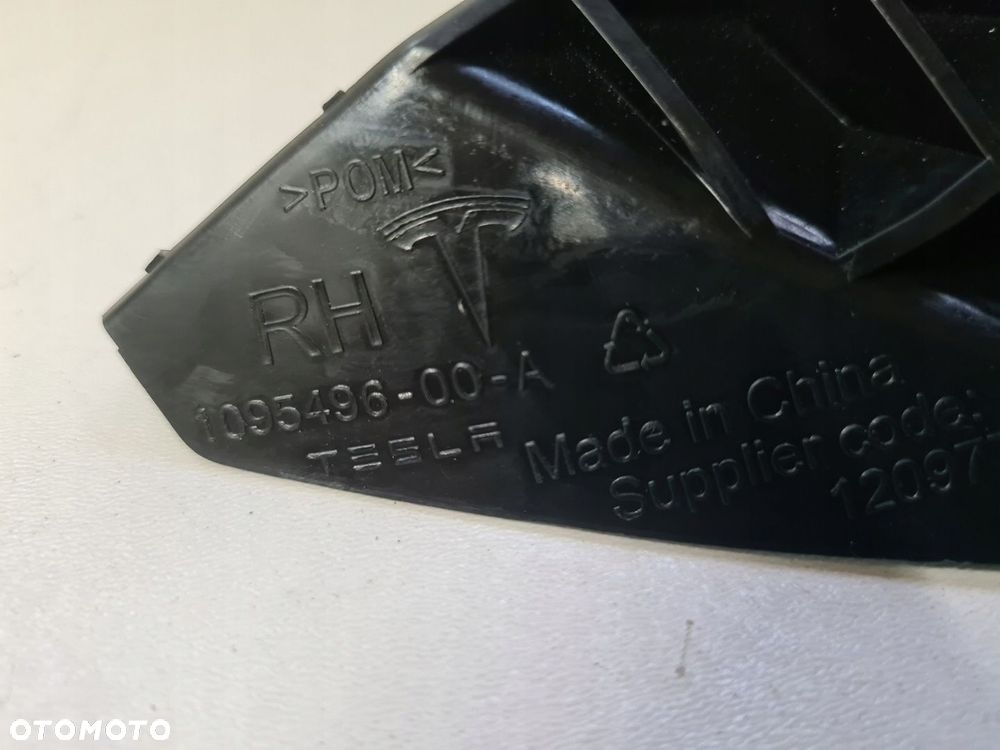 >POM<
RH
1095496-00-A
TESLA
Made in China
Supplier code:
12097
OTOMOTO